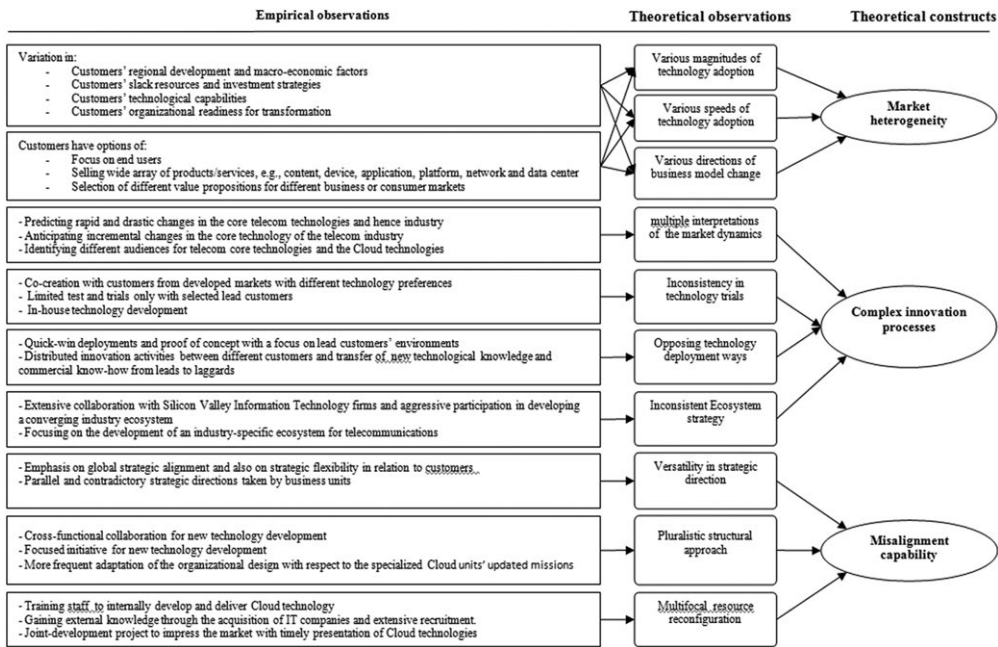 Empirical observations
Theoretical observations
Theoretical constructs
Variation in:
- Customers' regional development and macro-economic factors
- Customers' slack resources and investment strategies
- Customers' technological capabilities
- Customers' organizational readiness for transformation
Customers have options of:
- Focus on end users
- Selling wide array of products/services, e.g., content, device, application, platform, network and data center
- Selection of different value propositions for different business or consumer markets
Various magnitudes of
technology adoption
Various speeds of
technology adoption
Various directions of
business model change
Market
heterogeneity
- Predicting rapid and drastic changes in the core telecom technologies and hence industry
- Anticipating incremental changes in the core technology of the telecom industry
- Identifying different audiences for telecom core technologies and the Cloud technologies
multiple interpretations
of the market dynamics
- Co-creation with customers from developed markets with different technology preferences
- Limited test and trials only with selected lead customers
- In-house technology development
Inconsistency in
technology trials
- Quick-win deployments and proof of concept with a focus on lead customers' environments
- Distributed innovation activities between different customers and transfer of new technological knowledge and
commercial know-how from leads to laggards
Opposing technology
deployment ways
- Extensive collaboration with Silicon Valley Information Technology firms and aggressive participation in developing
a converging industry ecosystem
- Focusing on the development of an industry-specific ecosystem for telecommunications
Inconsistent Ecosystem
strategy
Complex innovation
processes
- Emphasis on global strategic alignment and also on strategic flexibility in relation to customers
- Parallel and contradictory strategic directions taken by business units
Versatility in strategic
direction
- Cross-functional collaboration for new technology development
- Focused initiative for new technology development
- More frequent adaptation of the organizational design with respect to the specialized Cloud units' updated missions
Pluralistic structural
approach
- Training staff to internally develop and deliver Cloud technology
- Gaining external knowledge through the acquisition of IT companies and extensive recruitment.
- Joint-development project to impress the market with timely presentation of Cloud technologies
Multifocal resource
reconfiguration
Misalignment
capability